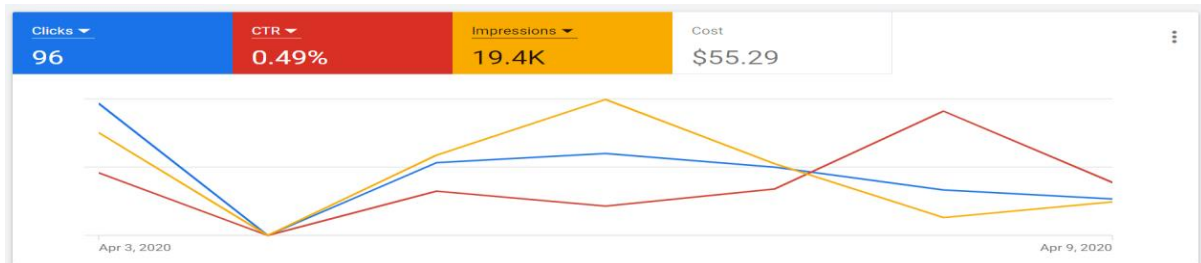 Clicks CTR Impressions Cost
96 0.49% 19.4K $55.29
Apr 3, 2020 Apr 9, 2020